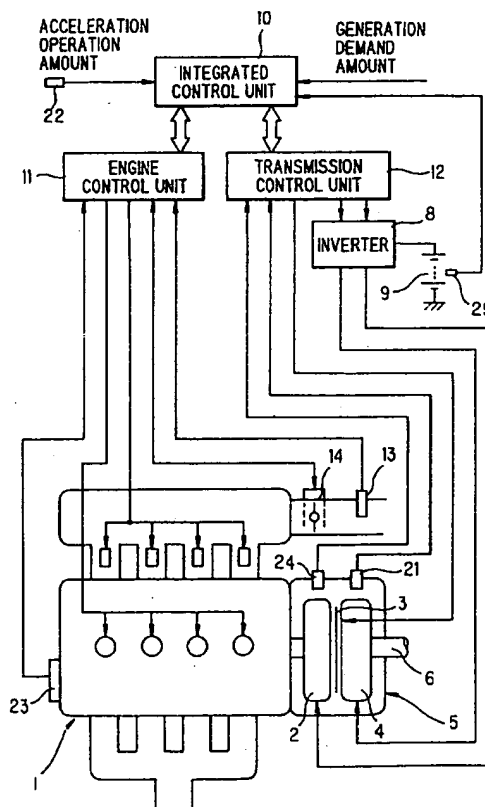 10
ACCELERATION
OPERATION
AMOUNT
GENERATION
DEMAND
AMOUNT
INTEGRATED
CONTROL UNIT
22
11
ENGINE
CONTROL UNIT
TRANSMISSION
CONTROL UNIT
12
8
INVERTER
9
29
14
13
24
21
3
6
23
1
2
4
5